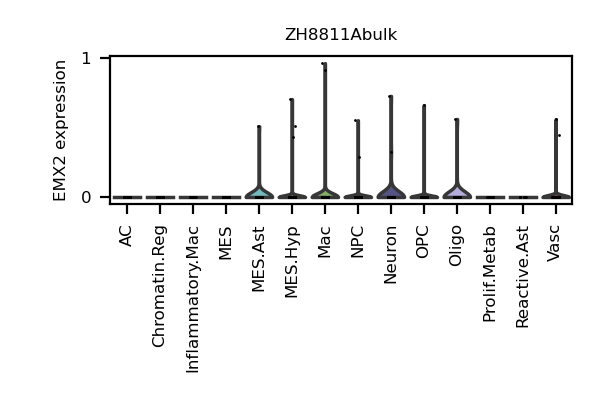 ZH8811Abulk
EMX2 expression
1
0
AC
Chromatin.Reg
Inflammatory.Mac
MES
MES.Ast
MES.Hyp
Mac
NPC
Neuron
OPC
Oligo
Prolif.Metab
Reactive.Ast
Vasc